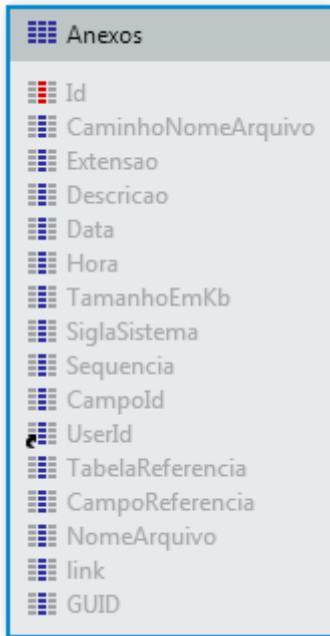 Anexos
Id
CaminhoNomeArquivo
Extensao
Descricao
Data
Hora
TamanhoEmKb
SiglaSistema
Sequencia
CampoId
UserId
TabelaReferencia
CampoReferencia
NomeArquivo
link
GUID